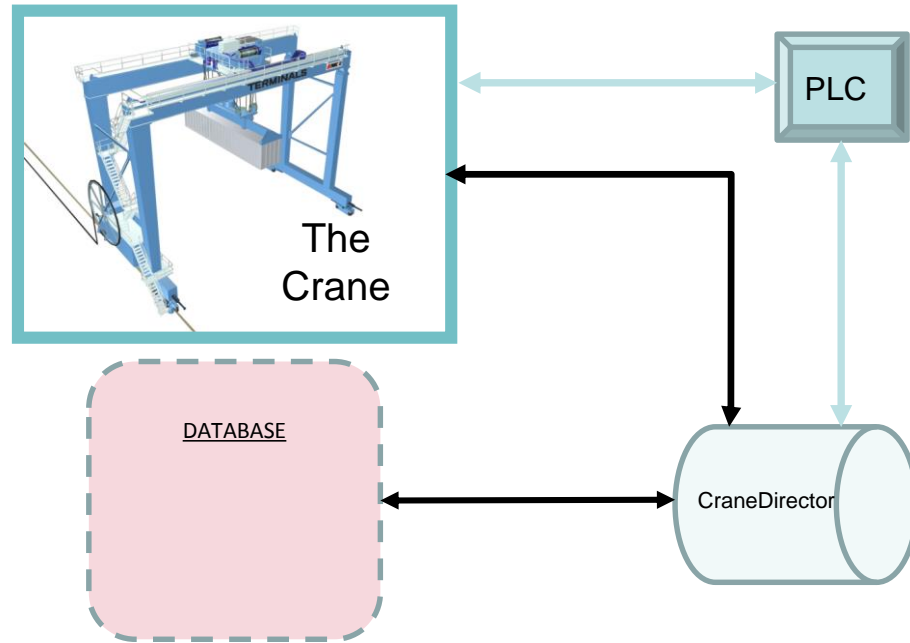 TERMINALS
PLC
The
Crane
DATABASE
CraneDirector